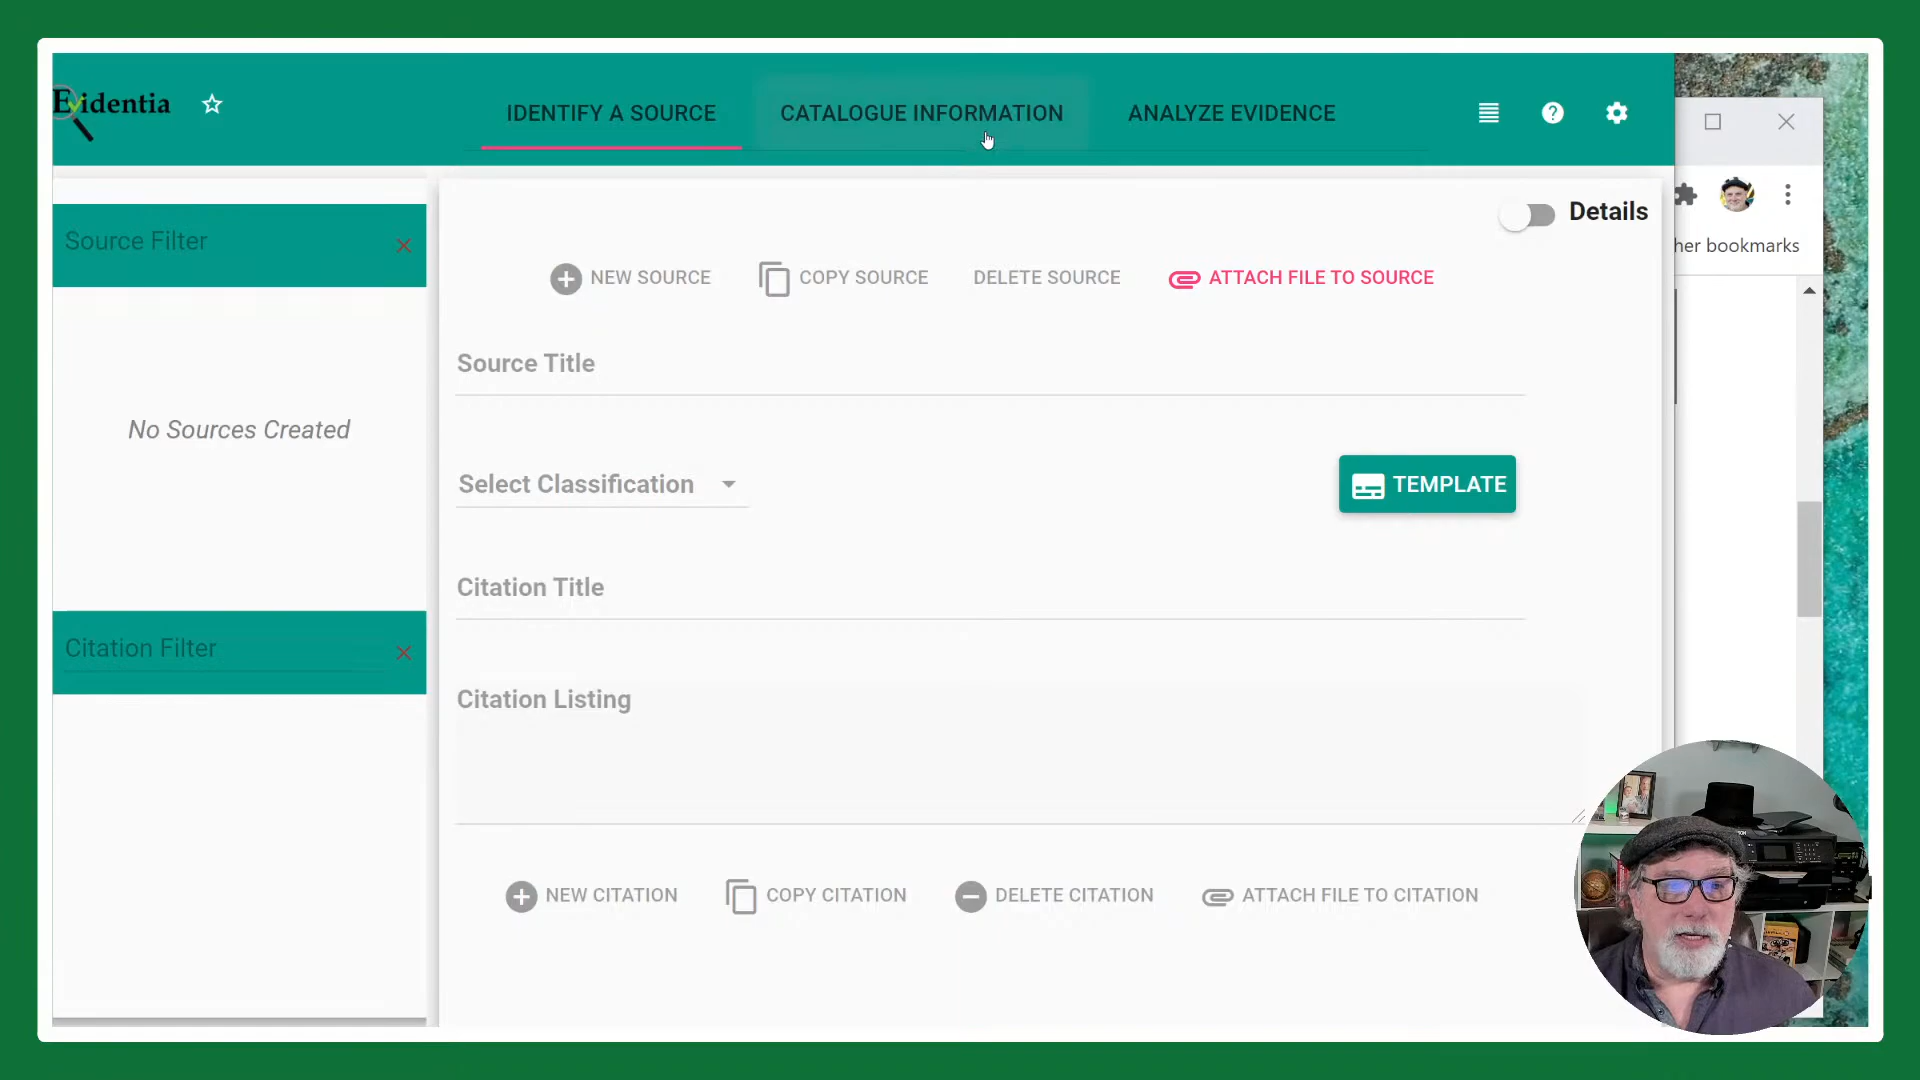 Evidentia
IDENTIFY A SOURCE
CATALOGUE INFORMATION
ANALYZE EVIDENCE
Source Filter
Details
her bookmarks
NEW SOURCE
COPY SOURCE
DELETE SOURCE
ATTACH FILE TO SOURCE
Source Title
No Sources Created
Select Classification
TEMPLATE
Citation Title
Citation Filter
Citation Listing
NEW CITATION
COPY CITATION
DELETE CITATION
ATTACH FILE TO CITATION